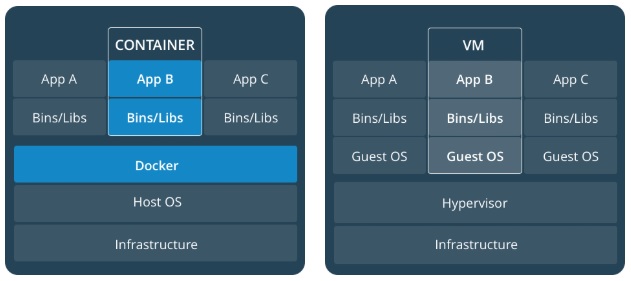 CONTAINER
App A App B App C
Bins/Libs Bins/Libs Bins/Libs
Docker
Host OS
Infrastructure
VM
App A App B App C
Bins/Libs Bins/Libs Bins/Libs
Guest OS Guest OS Guest OS
Hypervisor
Infrastructure